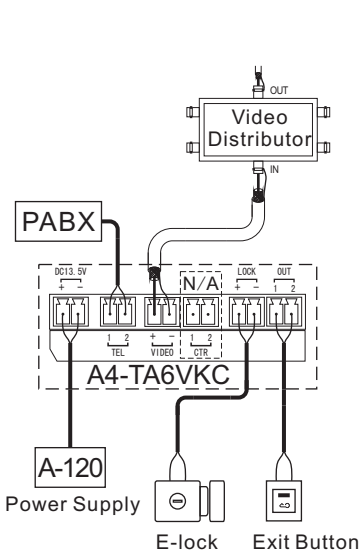 OUT
Video
Distributor
IN
PABX
DC13.5V
+ -
N/A
LOCK
+ -
OUT
1 2
1 2
TEL
+ -
VIDEO
1 2
CTR
A4-TA6VKC
A-120
Power Supply
E-lock
Exit Button